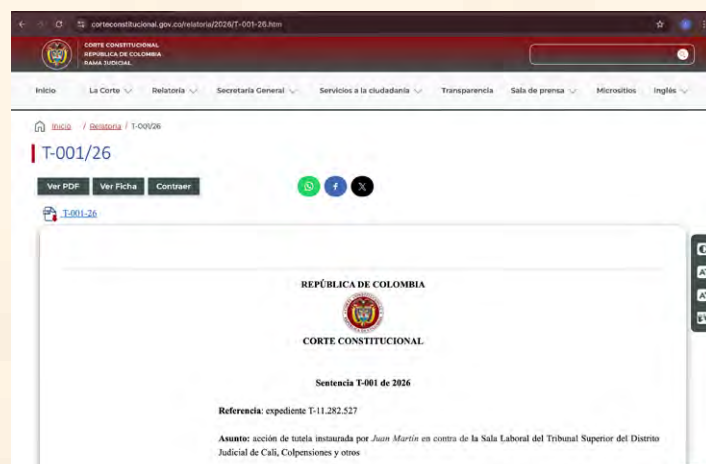 corteconstitucional.gov.co/relatoria/2026/T-001-26.htm
CORTE CONSTITUCIONAL
REPÚBLICA DE COLOMBIA
RAMA JUDICIAL
Inicio La Corte Relatoría Secretaría General Servicios a la ciudadanía Transparencia Sala de prensa Micrositios Inglés
Inicio / Relatoría / T-001/26
T-001/26
Ver PDF Ver Ficha Contraer
T-001-26
REPÚBLICA DE COLOMBIA
CORTE CONSTITUCIONAL
Sentencia T-001 de 2026
Referencia: expediente T-11.282.527
Asunto: acción de tutela instaurada por Juan Martín en contra de la Sala Laboral del Tribunal Superior del Distrito
Judicial de Cali, Colpensiones y otros